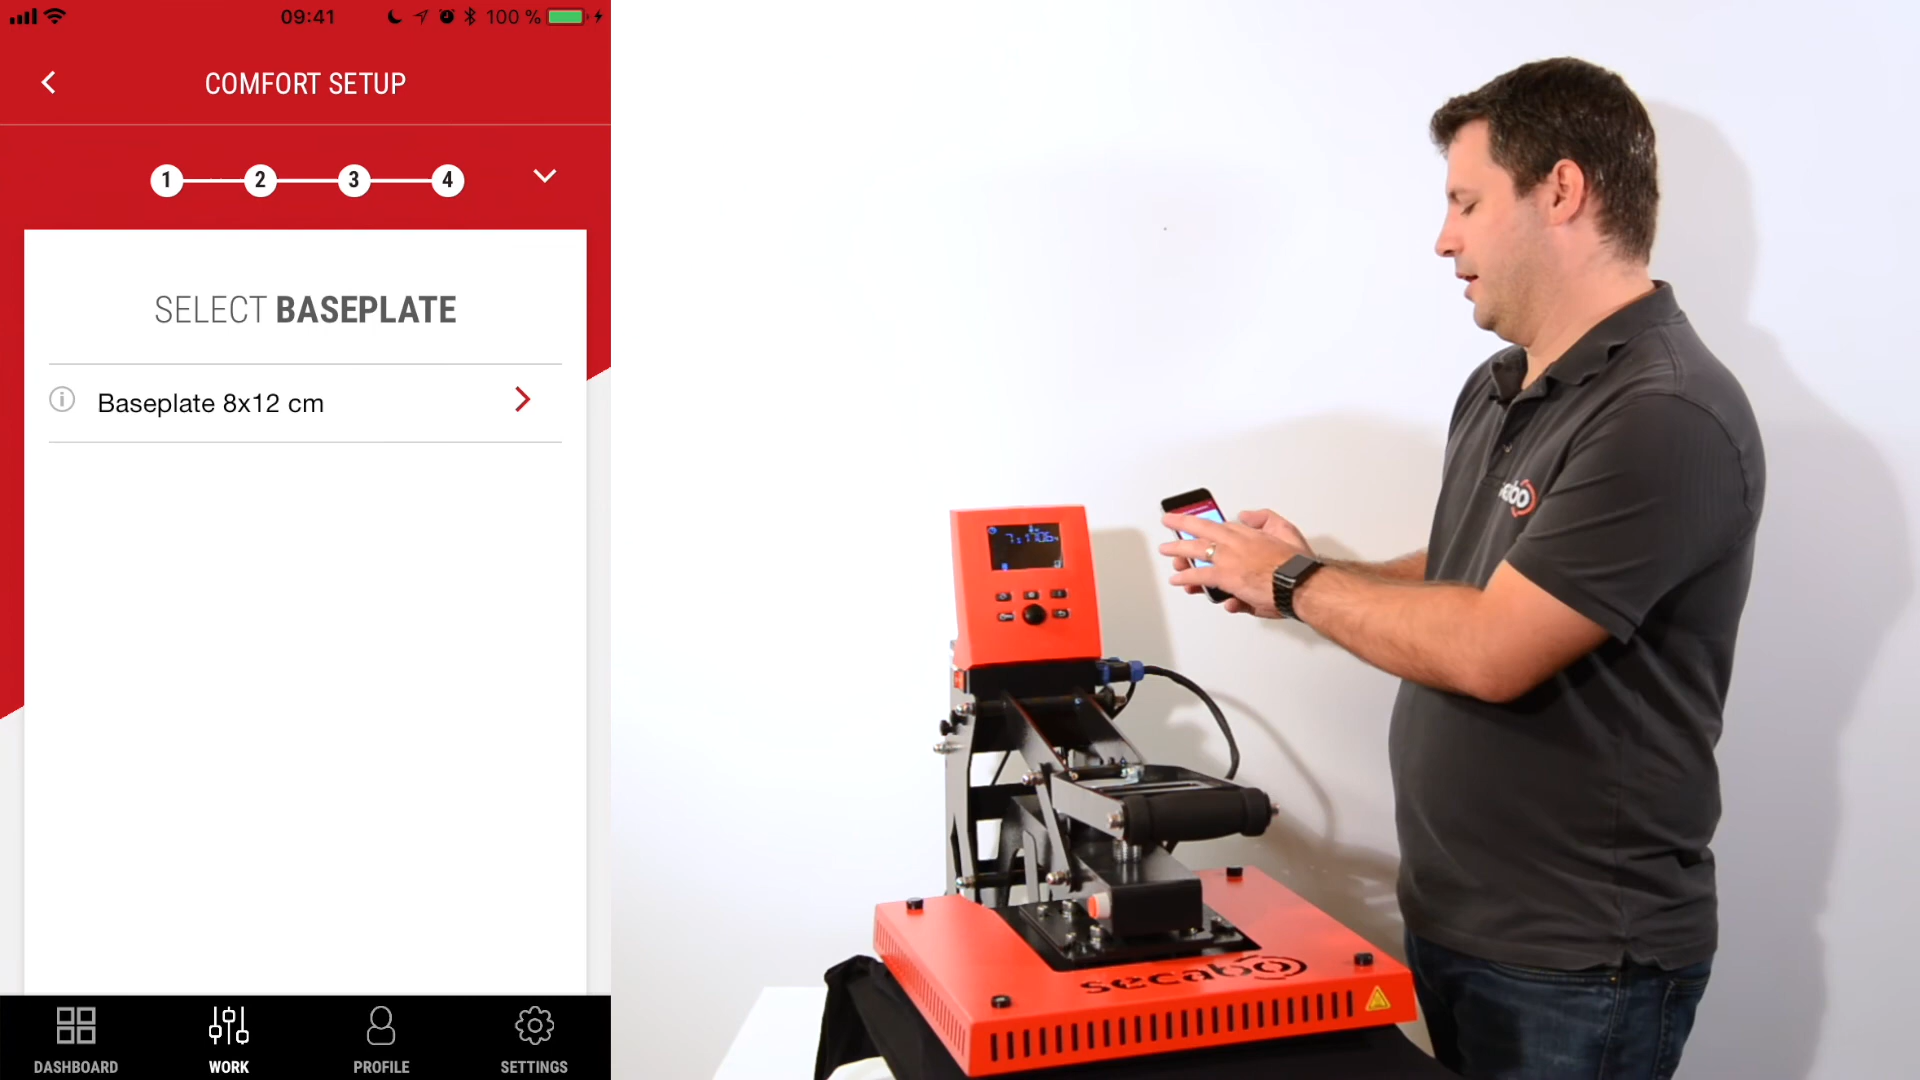 09:41
100 %
COMFORT SETUP
1
2
3
4
SELECT BASEPLATE
Baseplate 8x12 cm
DASHBOARD
WORK
PROFILE
SETTINGS
secabo